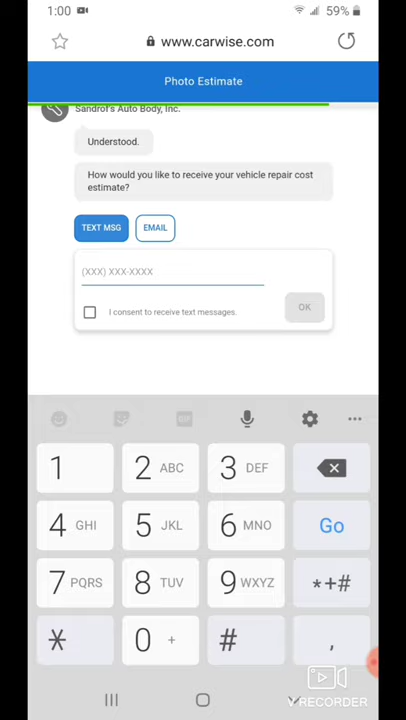 1:00 59%
www.carwise.com
Photo Estimate
Sandrof's Auto Body, Inc.
Understood.
How would you like to receive your vehicle repair cost
estimate?
TEXT MSG EMAIL
(XXX) XXX-XXXX
I consent to receive text messages. OK
GIF
1 2 ABC 3 DEF
4 GHI 5 JKL 6 MNO Go
7 PQRS 8 TUV 9 WXYZ *+#
* 0 + # ,
V RECORDER